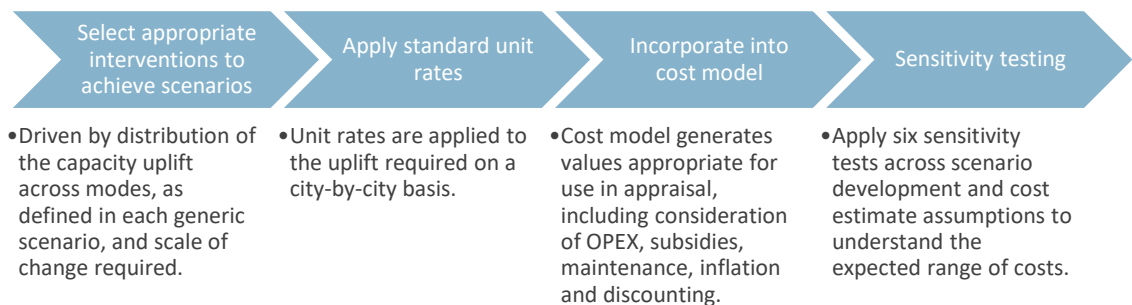 Select appropriate
interventions to
achieve scenarios
Apply standard unit
rates
Incorporate into
cost model
Sensitivity testing
•Driven by distribution of
the capacity uplift
across modes, as
defined in each generic
scenario, and scale of
change required.
•Unit rates are applied to
the uplift required on a
city-by-city basis.
•Cost model generates
values appropriate for
use in appraisal,
including consideration
of OPEX, subsidies,
maintenance, inflation
and discounting.
•Apply six sensitivity
tests across scenario
development and cost
estimate assumptions to
understand the
expected range of costs.